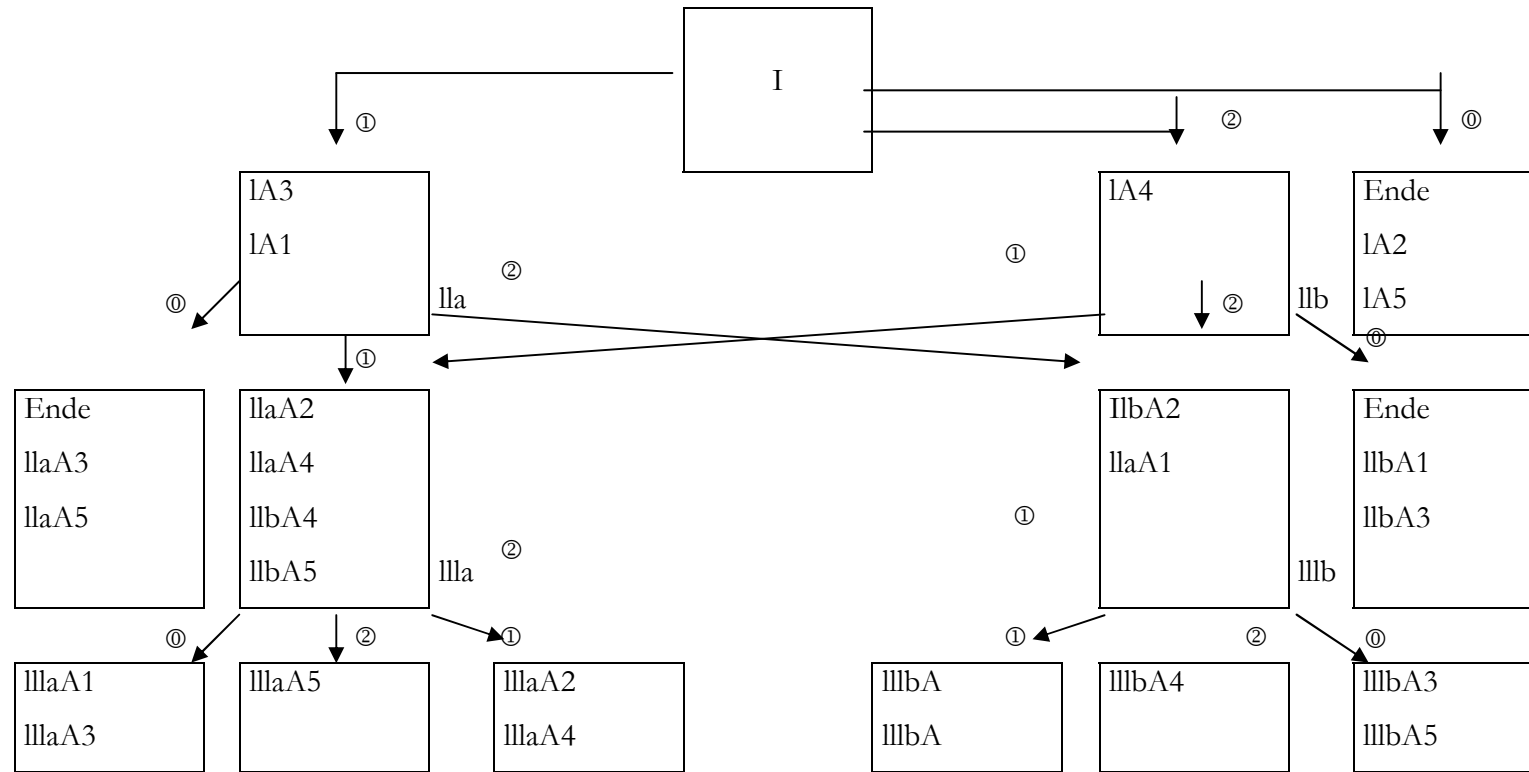 I
① ② ⓪
lA3 lA4 Ende
lA1 lA2
② ①
⓪ lla ② llb lA5
⓪
①
Ende llaA2 IlbA2 Ende
llaA3 llaA4 llaA1 llbA1
llaA5 llbA4 ① llbA3
②
llbA5 llla lllb
⓪ ② ① ① ② ⓪
lllaA1 lllaA5 lllaA2 lllbA lllbA4 lllbA3
lllaA3 lllaA4 lllbA lllbA5